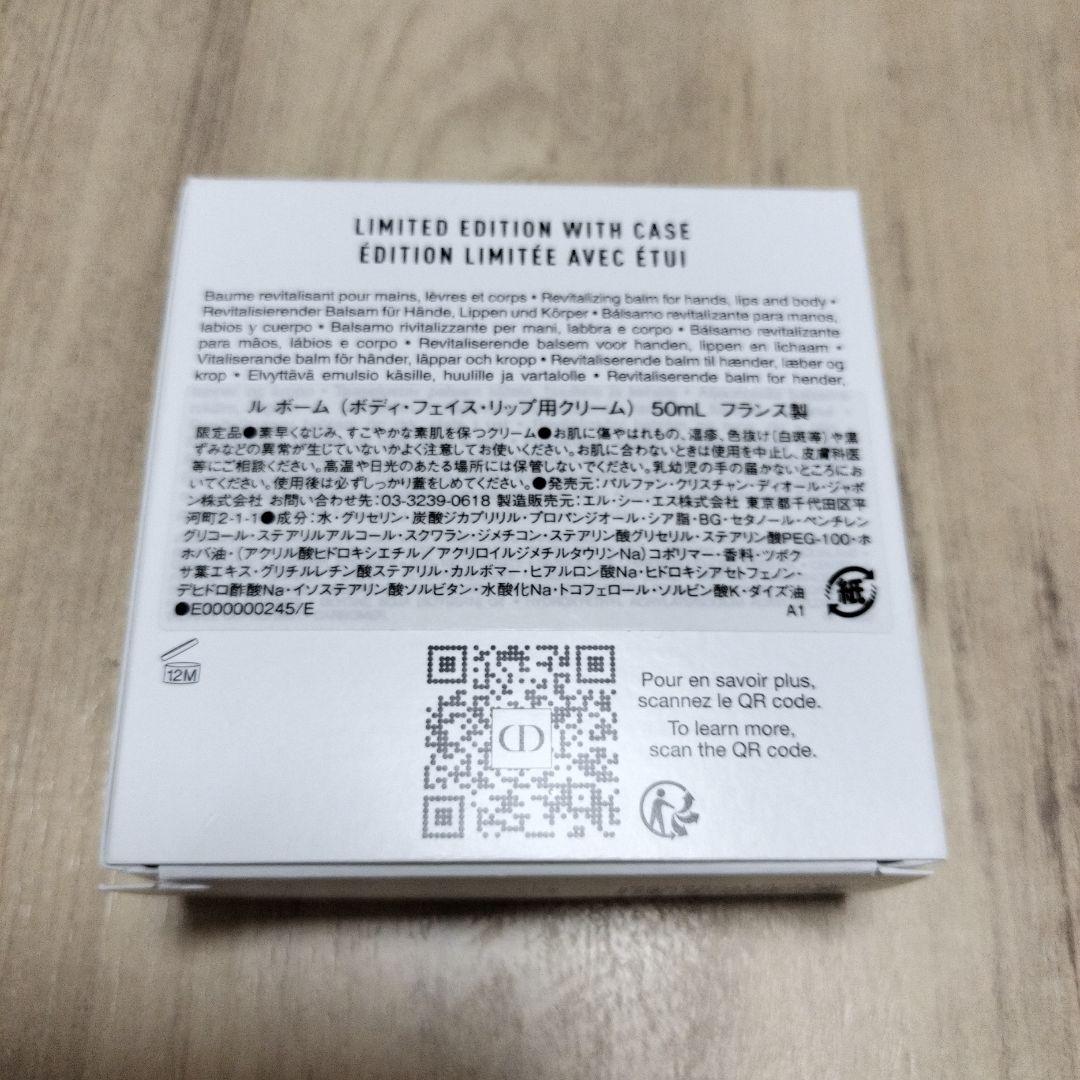 LIMITED EDITION WITH CASE
ÉDITION LIMITÉE AVEC ÉTUI
Baume revitalisant pour mains, lèvres et corps • Revitalizing balm for hands, lips and body •
Revitalisierender Balsam für Hände, Lippen und Körper • Bálsamo revitalizante para manos,
labios y cuerpo • Balsamo rivitalizzante per mani, labbra e corpo • Bálsamo revitalizante
para mãos, lábios e corpo • Revitaliserende balsem voor handen, lippen en lichaam •
Vitaliserande balm för händer, läppar och kropp • Revitaliserende balm til hænder, læber og
krop • Elvyttävä emulsio käsille, huulille ja vartalolle • Revitaliserende balm for hender,
ル ボーム（ボディ・フェイス・リップ用クリーム） 50mL フランス製
限定品●素早くなじみ、すこやかな素肌を保つクリーム●お肌に傷やはれもの、湿疹、色抜け(白斑等)や黒
ずみなどの異常が生じていないかよく注意してお使いください。お肌に合わないときは使用を中止し、皮膚科医
等にご相談ください。高温や日光のあたる場所には保管しないでください。乳幼児の手の届かないところにお
いてください。使用後は必ずしっかり蓋をしめてください。●発売元：パルファン・クリスチャン・ディオール・ジャポ
ン株式会社 お問い合わせ先：03-3239-0618 製造販売元：エル・シー・エス株式会社 東京都千代田区平
河町2-1-1●成分：水・グリセリン・炭酸ジカプリリル・プロパンジオール・シア脂・BG・セタノール・ペンチレン
グリコール・ステアリルアルコール・スクワラン・ジメチコン・ステアリン酸グリセリル・ステアリン酸PEG-100・ホ
ホバ油・(アクリル酸ヒドロキシエチル／アクリロイルジメチルタウリンNa)コポリマー・香料・ツボク
サ葉エキス・グリチルレチン酸ステアリル・カルボマー・ヒアルロン酸Na・ヒドロキシアセトフェノン・
デヒドロ酢酸Na・イソステアリン酸ソルビタン・水酸化Na・トコフェロール・ソルビン酸K・ダイズ油
●E000000245/E A1
紙
12M
CD
Pour en savoir plus,
scannez le QR code.
To learn more,
scan the QR code.